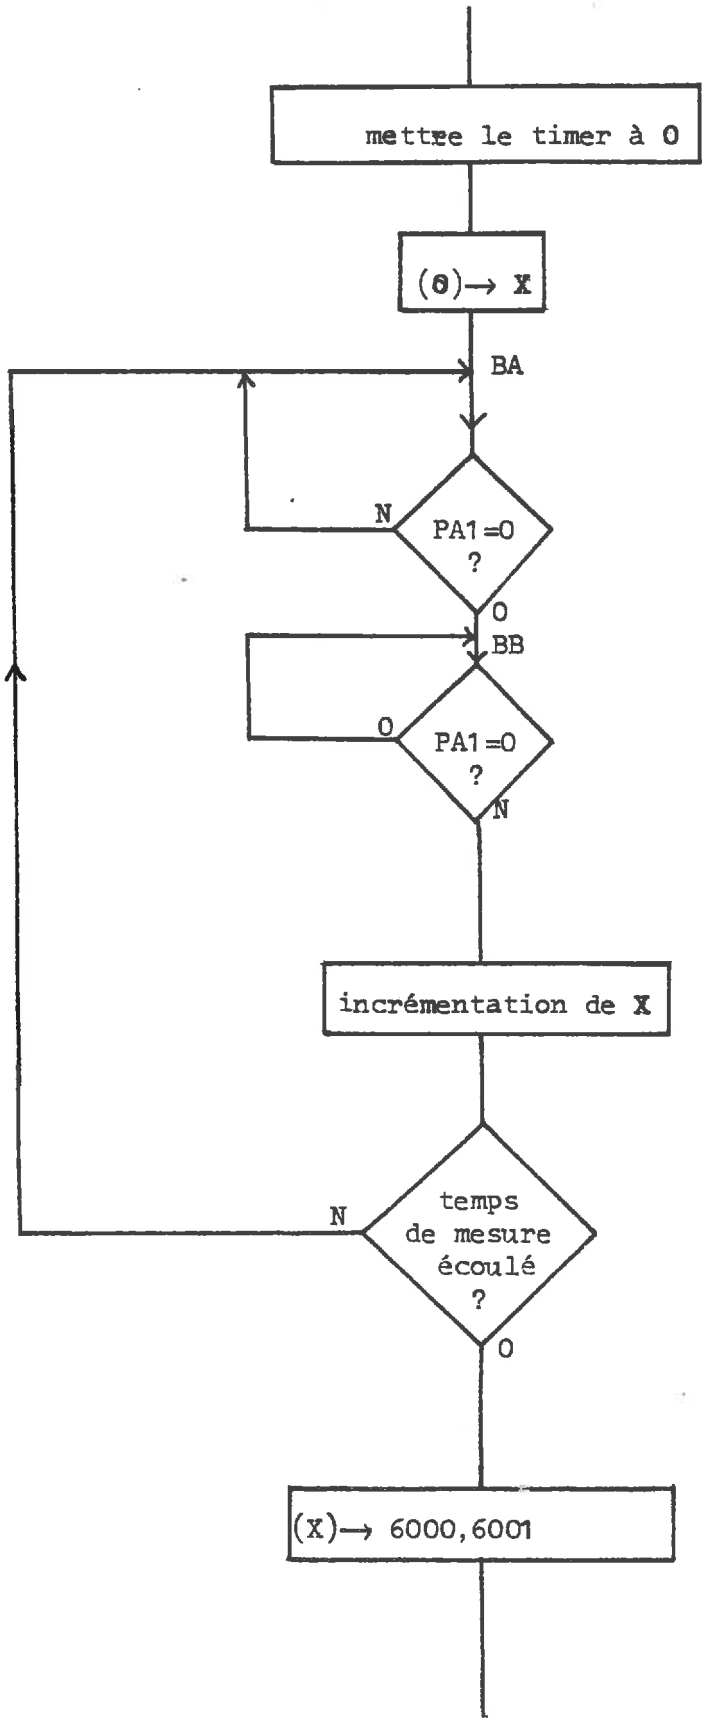 mettre le timer à 0
(0)→ X
BA
N
PA1=0
?
O
BB
O
PA1=0
?
N
incrémentation de X
N
temps
de mesure
écoulé
?
O
(X)→ 6000,6001